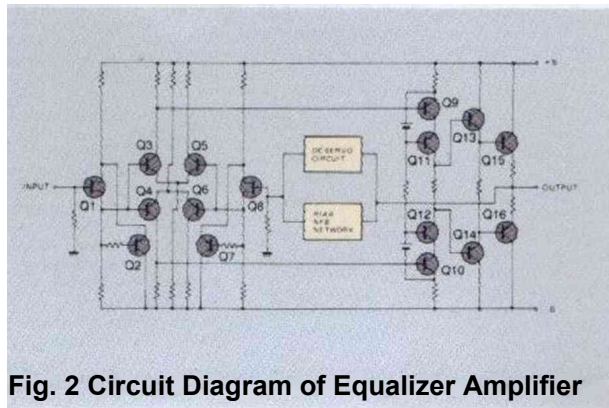 +B
Q9
Q3
Q5
Q13
DC SERVO
CIRCUIT
Q11
Q15
INPUT
Q1
Q4
Q6
Q8
OUTPUT
RIAA
NFB
NETWORK
Q12
Q16
Q2
Q7
Q14
Q10
Fig. 2 Circuit Diagram of Equalizer Amplifier